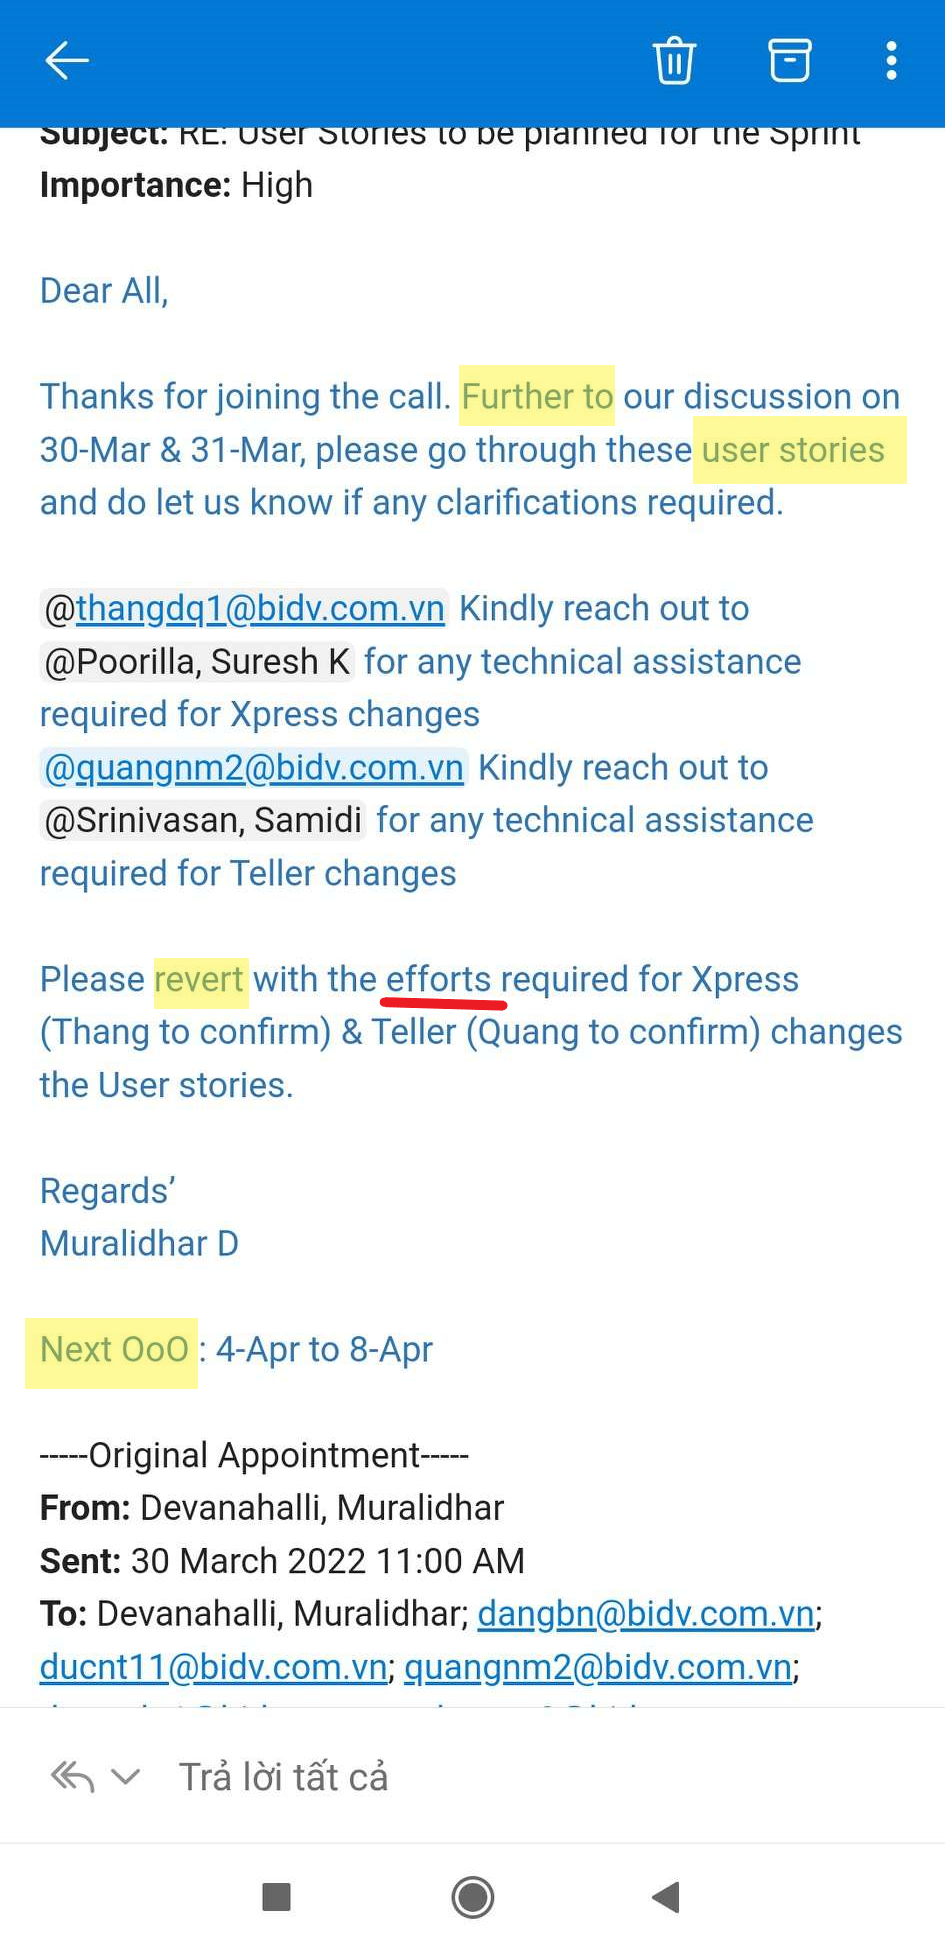 Subject: RE: User Stories to be planned for the Sprint
Importance: High
Dear All,
Thanks for joining the call. Further to our discussion on
30-Mar & 31-Mar, please go through these user stories
and do let us know if any clarifications required.
@thangdq1@bidv.com.vn Kindly reach out to
@Poorilla, Suresh K for any technical assistance
required for Xpress changes
@quangnm2@bidv.com.vn Kindly reach out to
@Srinivasan, Samidi for any technical assistance
required for Teller changes
Please revert with the efforts required for Xpress
(Thang to confirm) & Teller (Quang to confirm) changes
the User stories.
Regards’
Muralidhar D
Next OoO : 4-Apr to 8-Apr
-----Original Appointment-----
From: Devanahalli, Muralidhar
Sent: 30 March 2022 11:00 AM
To: Devanahalli, Muralidhar; dangbn@bidv.com.vn;
ducnt11@bidv.com.vn; quangnm2@bidv.com.vn;
Trả lời tất cả